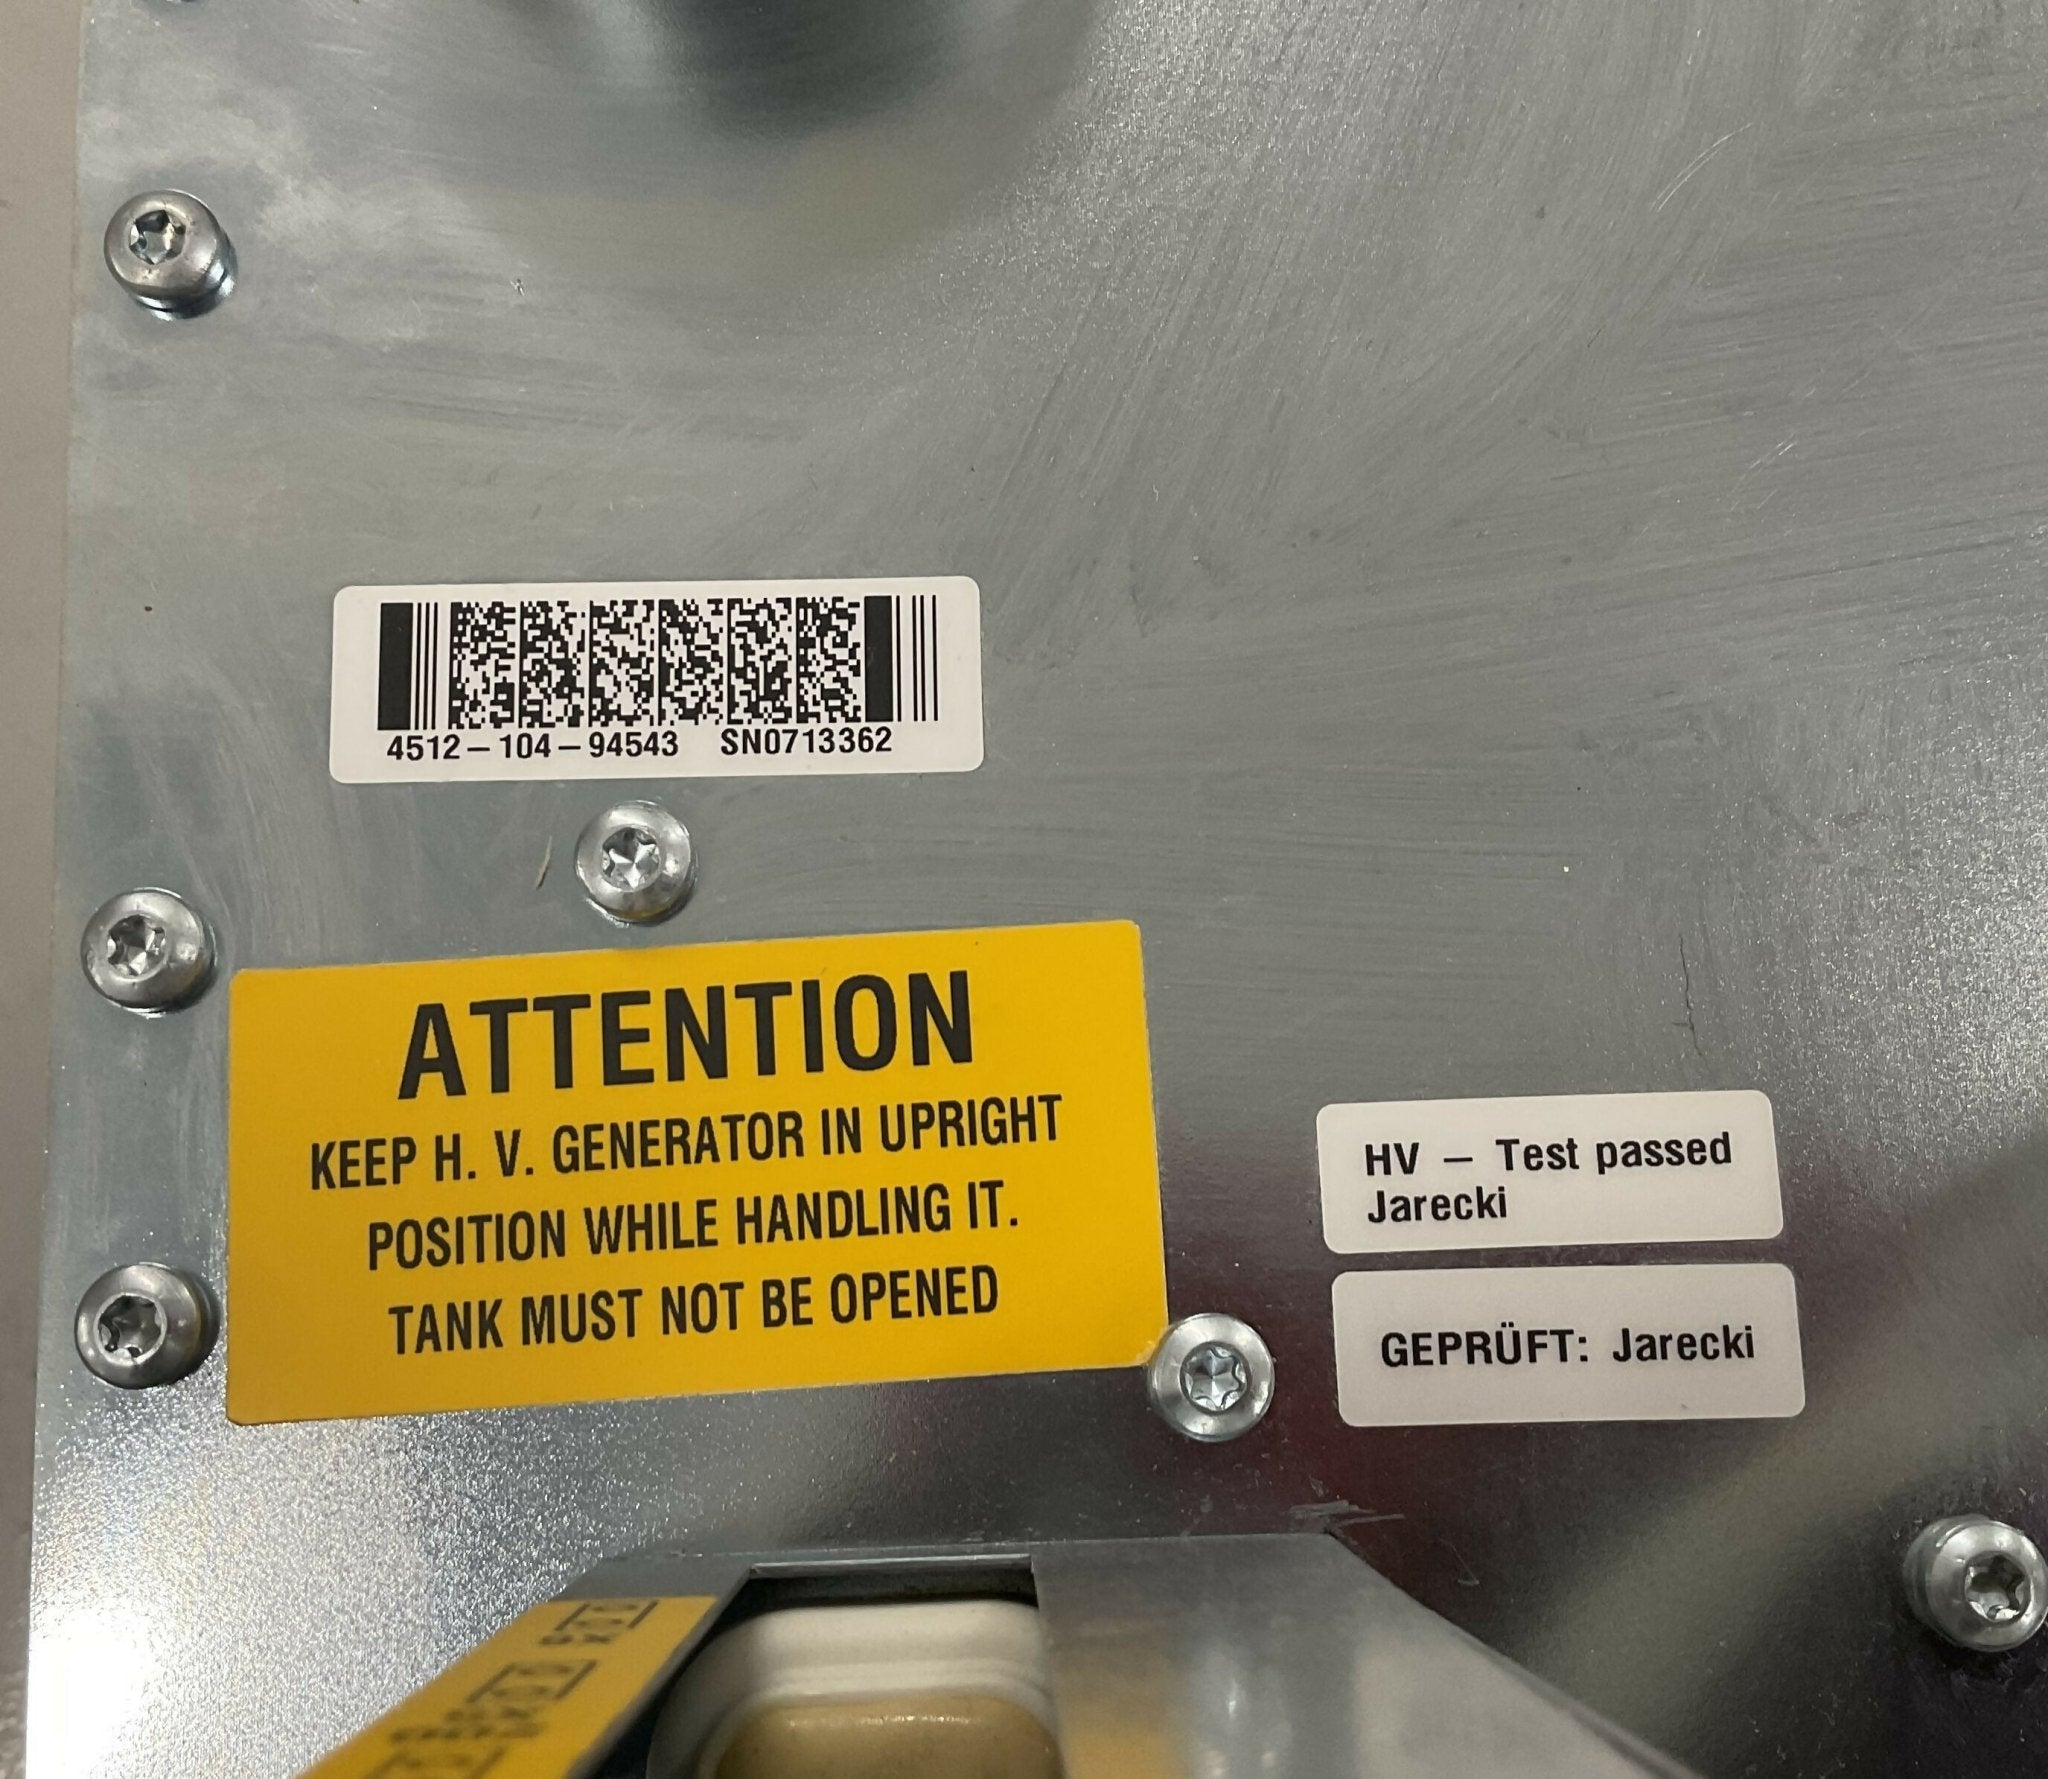 4512-104-94543 SN0713362
ATTENTION
KEEP H. V. GENERATOR IN UPRIGHT
POSITION WHILE HANDLING IT.
TANK MUST NOT BE OPENED
HV – Test passed
Jarecki
GEPRÜFT: Jarecki